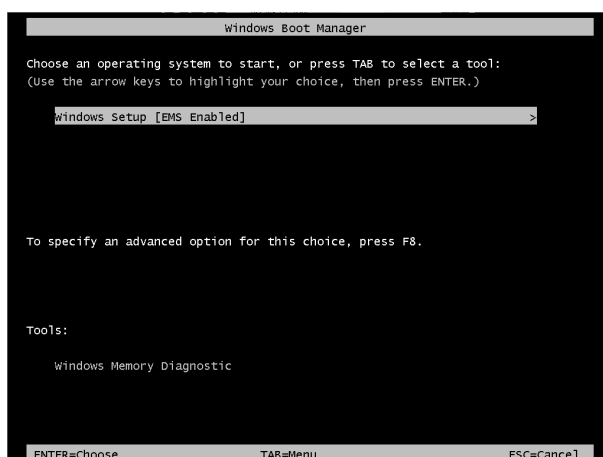 Windows Boot Manager
Choose an operating system to start, or press TAB to select a tool:
(Use the arrow keys to highlight your choice, then press ENTER.)
Windows Setup [EMS Enabled] >
To specify an advanced option for this choice, press F8.
Tools:
Windows Memory Diagnostic
ENTER=Choose TAB=Menu ESC=Cancel